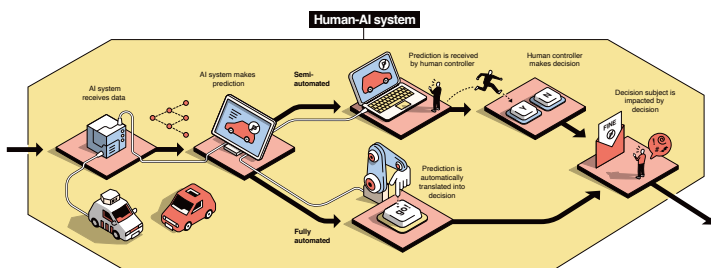 Human-AI system
AI system
receives data
AI system makes
prediction
Semi-
automated
Prediction is received
by human controller
Human controller
makes decision
Y
N
Decision subject is
impacted by
decision
FINE
Prediction is
automatically
translated into
decision
Fully
automated